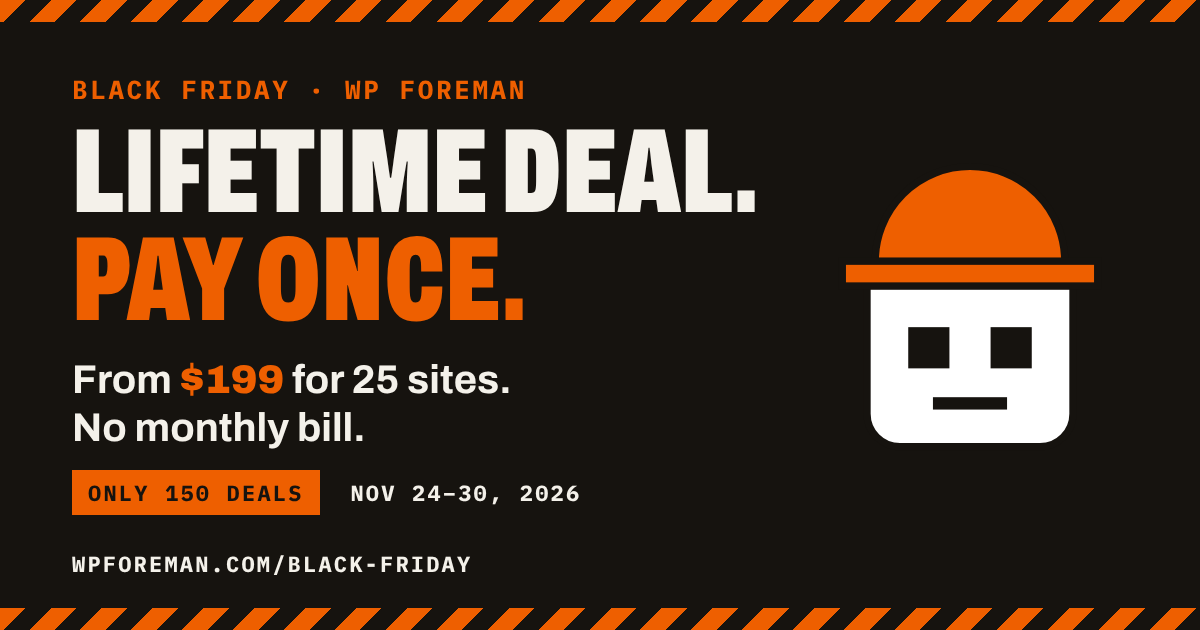 BLACK FRIDAY · WP FOREMAN
LIFETIME DEAL.
PAY ONCE.
From $199 for 25 sites.
No monthly bill.
ONLY 150 DEALS
NOV 24–30, 2026
WPFOREMAN.COM/BLACK-FRIDAY